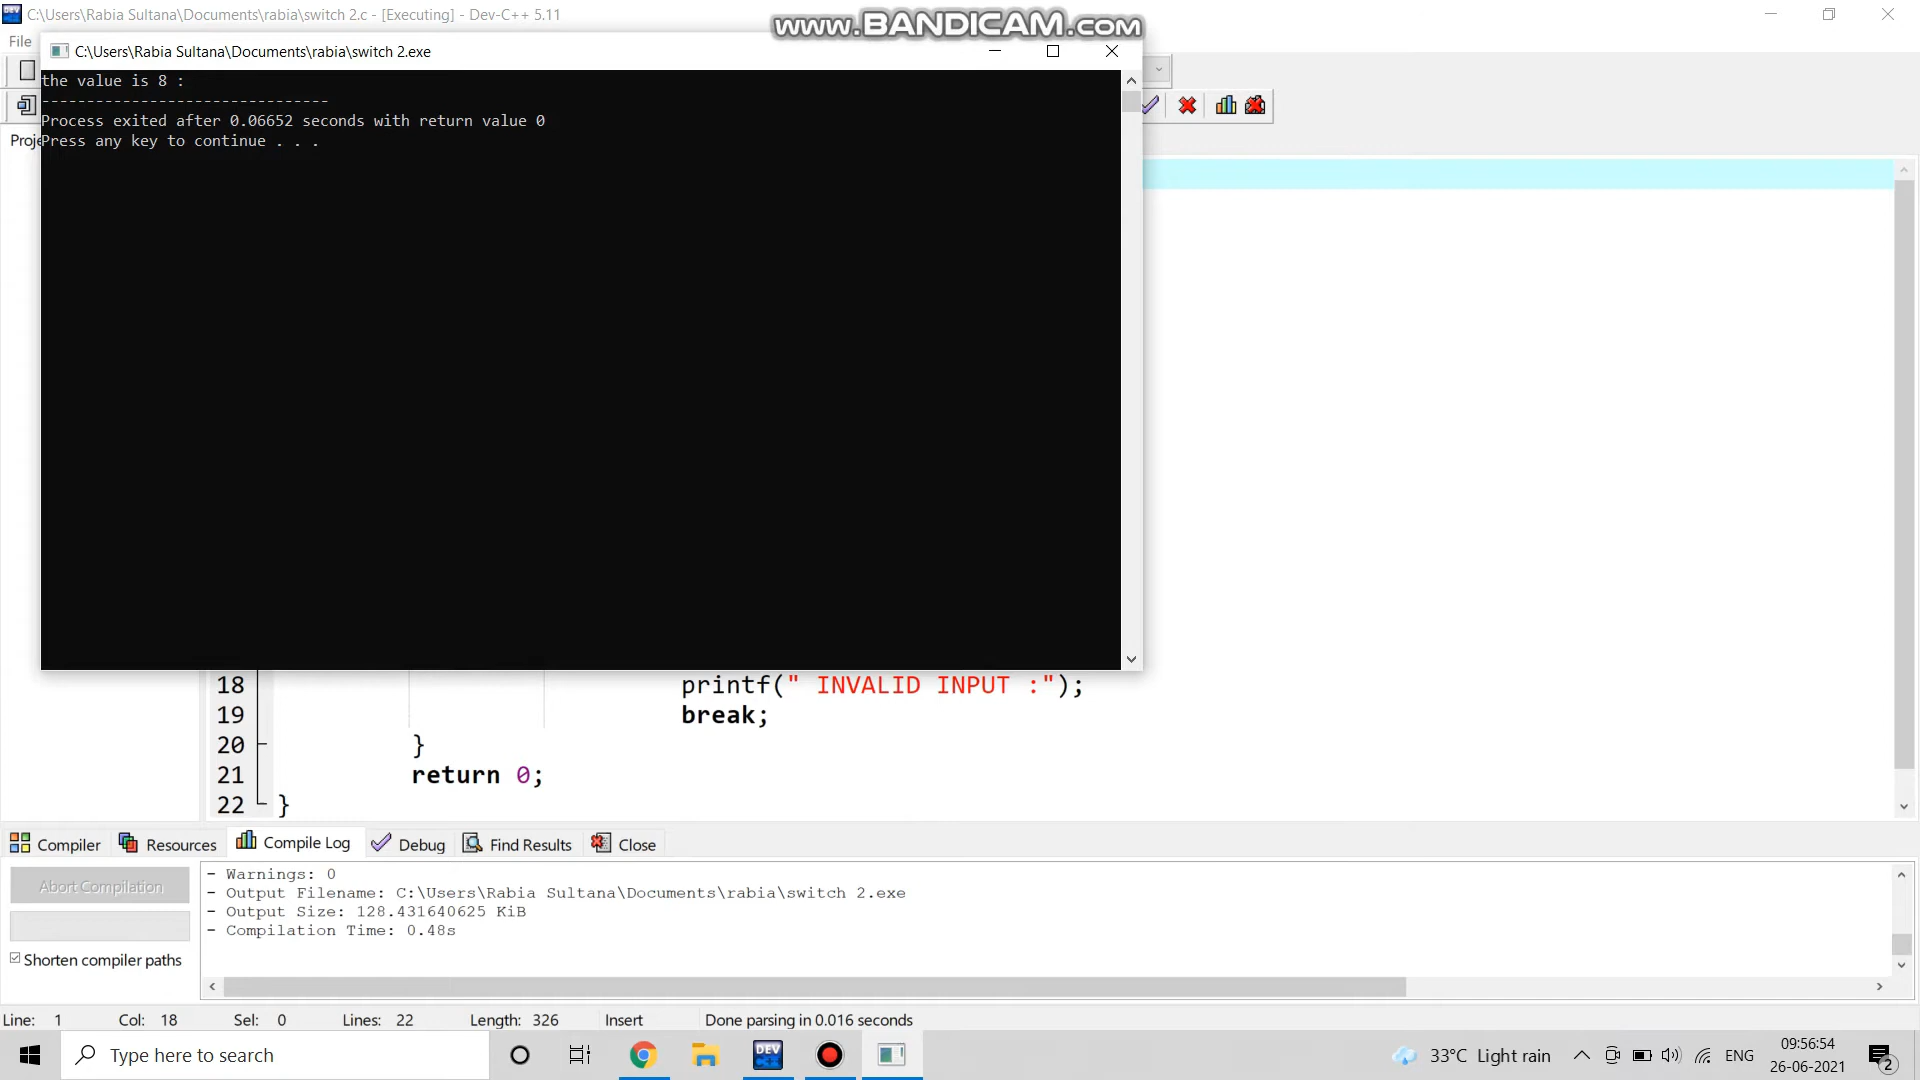 C:\Users\Rabia Sultana\Documents\rabia\switch 2.c - [Executing] - Dev-C++ 5.11
www.BANDICAM.com
File
C:\Users\Rabia Sultana\Documents\rabia\switch 2.exe
the value is 8 :
--------------------------------
Process exited after 0.06652 seconds with return value 0
Press any key to continue . . .
Proje
18 printf(" INVALID INPUT :");
19 break;
20 }
21 return 0;
22 }
Compiler Resources Compile Log Debug Find Results Close
Abort Compilation
Shorten compiler paths
- Warnings: 0
- Output Filename: C:\Users\Rabia Sultana\Documents\rabia\switch 2.exe
- Output Size: 128.431640625 KiB
- Compilation Time: 0.48s
Line: 1 Col: 18 Sel: 0 Lines: 22 Length: 326 Insert Done parsing in 0.016 seconds
Type here to search
DEV
C++
33°C Light rain
ENG
09:56:54
26-06-2021
2